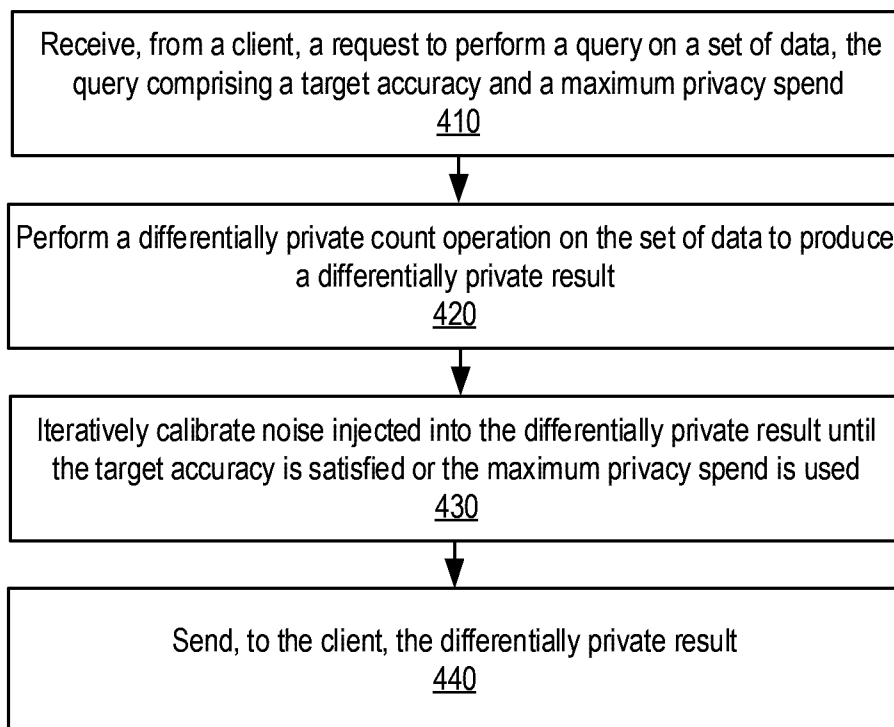 Receive, from a client, a request to perform a query on a set of data, the
query comprising a target accuracy and a maximum privacy spend
410
Perform a differentially private count operation on the set of data to produce
a differentially private result
420
Iteratively calibrate noise injected into the differentially private result until
the target accuracy is satisfied or the maximum privacy spend is used
430
Send, to the client, the differentially private result
440